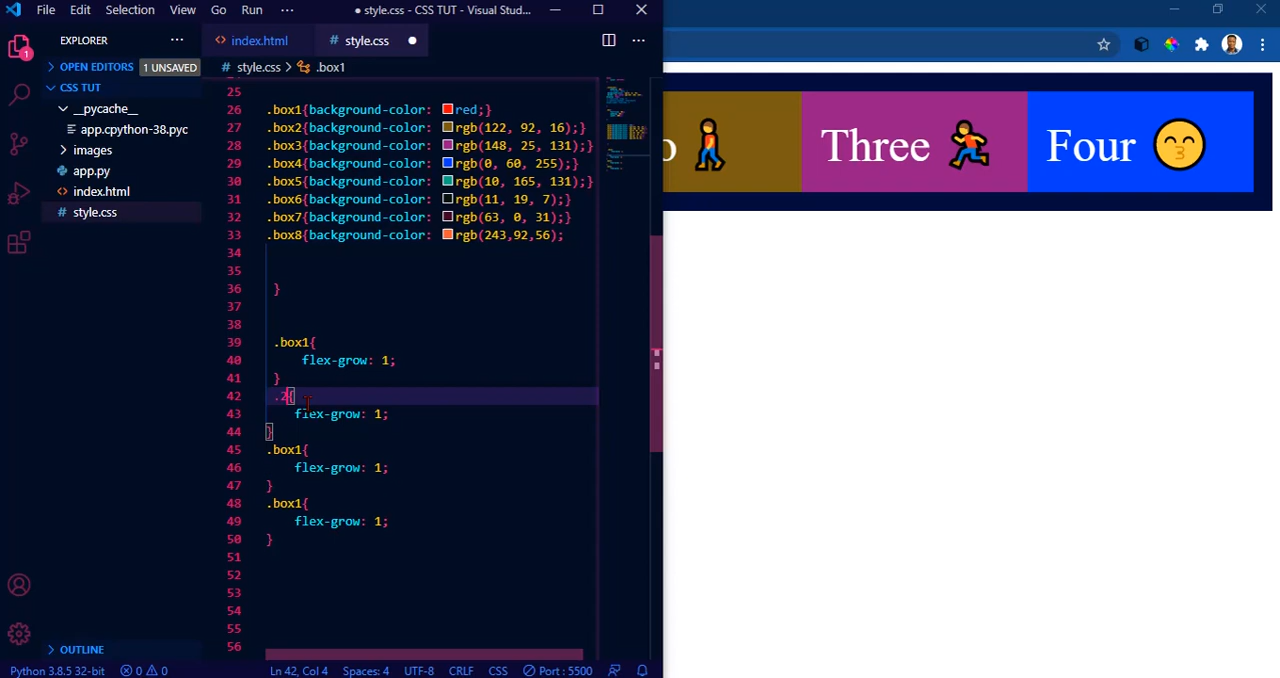 File Edit Selection View Go Run ··· ● style.css - CSS TUT - Visual Stud...
EXPLORER ···
index.html
# style.css ●
OPEN EDITORS 1 UNSAVED
# style.css > .box1
CSS TUT
__pycache__
app.cpython-38.pyc
images
app.py
index.html
# style.css
1
25
26 .box1{background-color: red;}
27 .box2{background-color: rgb(122, 92, 16);}
28 .box3{background-color: rgb(148, 25, 131);}
29 .box4{background-color: rgb(0, 60, 255);}
30 .box5{background-color: rgb(10, 165, 131);}
31 .box6{background-color: rgb(11, 19, 7);}
32 .box7{background-color: rgb(63, 0, 31);}
33 .box8{background-color: rgb(243,92,56);
34
35
36 }
37
38
39 .box1{
40 flex-grow: 1;
41 }
42 .2{
43 flex-grow: 1;
44 }
45 .box1{
46 flex-grow: 1;
47 }
48 .box1{
49 flex-grow: 1;
50 }
51
52
53
54
55
56
OUTLINE
Python 3.8.5 32-bit 0 0 Ln 42, Col 4 Spaces: 4 UTF-8 CRLF CSS Port : 5500
o Three Four